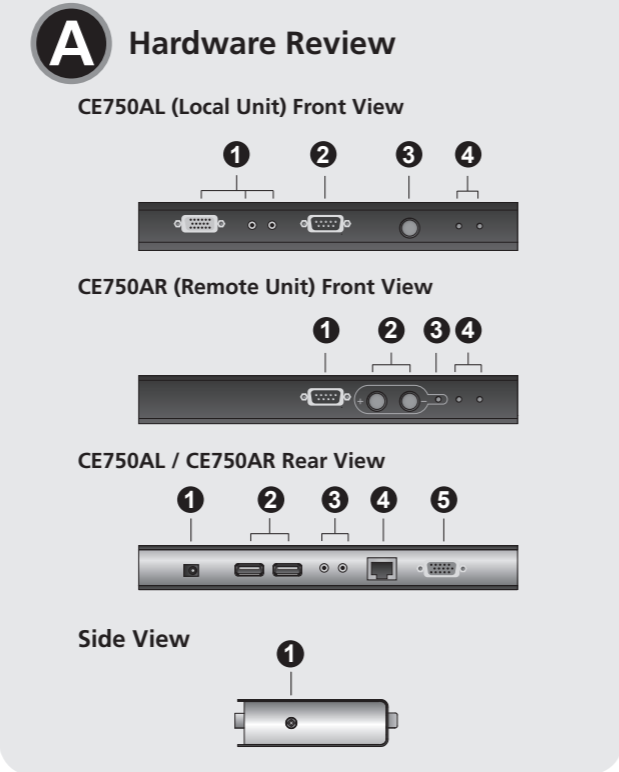 A Hardware Review
CE750AL (Local Unit) Front View
1 2 3 4
CE750AR (Remote Unit) Front View
1 2 3 4
+ −
CE750AL / CE750AR Rear View
1 2 3 4 5
Side View
1